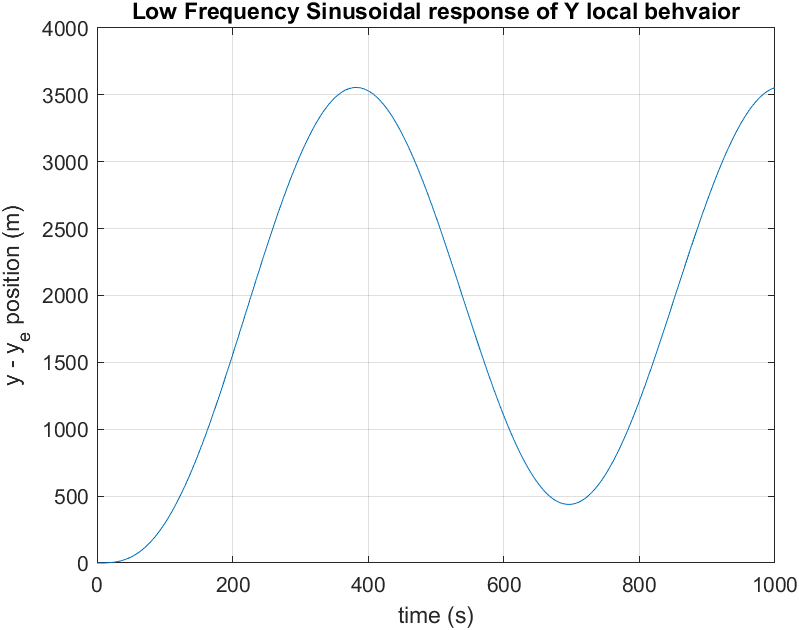 Low Frequency Sinusoidal response of Y local behvaior
4000
3500
3000
2500
2000
1500
1000
500
0
y - y_e position (m)
0 200 400 600 800 1000
time (s)